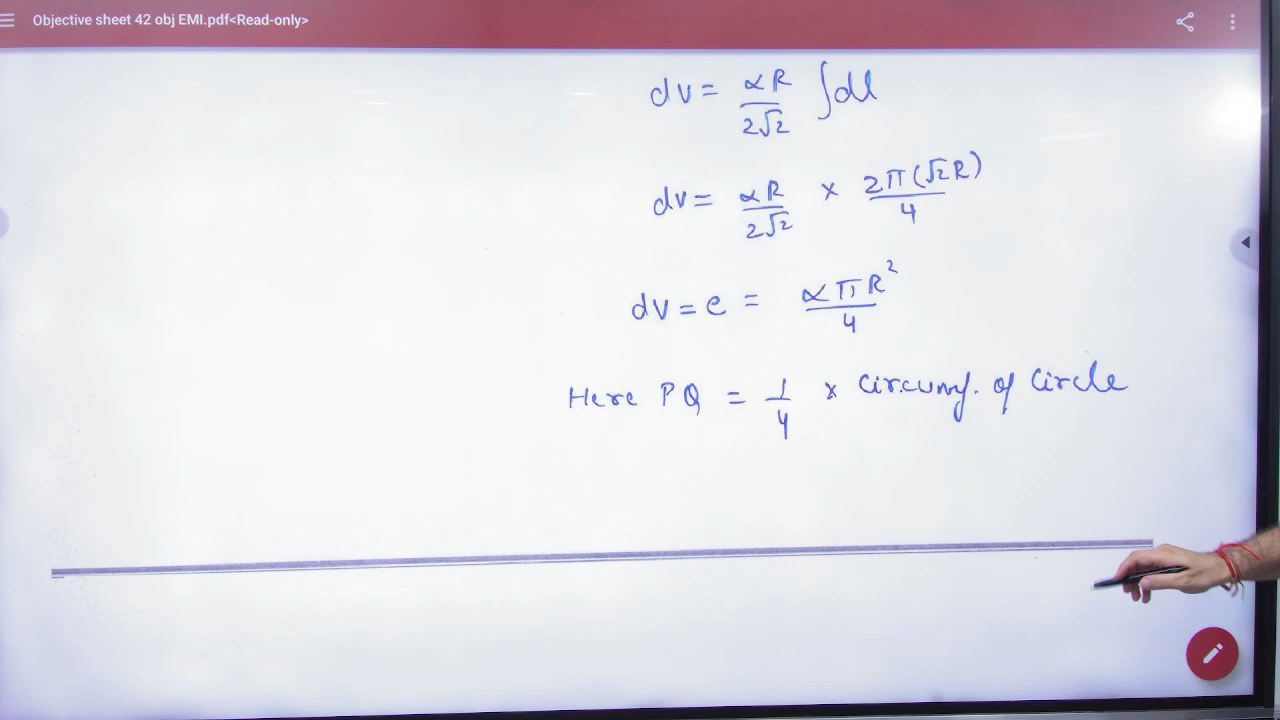 Objective sheet 42 obj EMI.pdf<Read-only>
dv = αR/2√2 ∫dl
dv = αR/2√2 × 2π(√2R)/4
dv = e = απR²/4
Here PQ = 1/4 × Circumf. of Circle